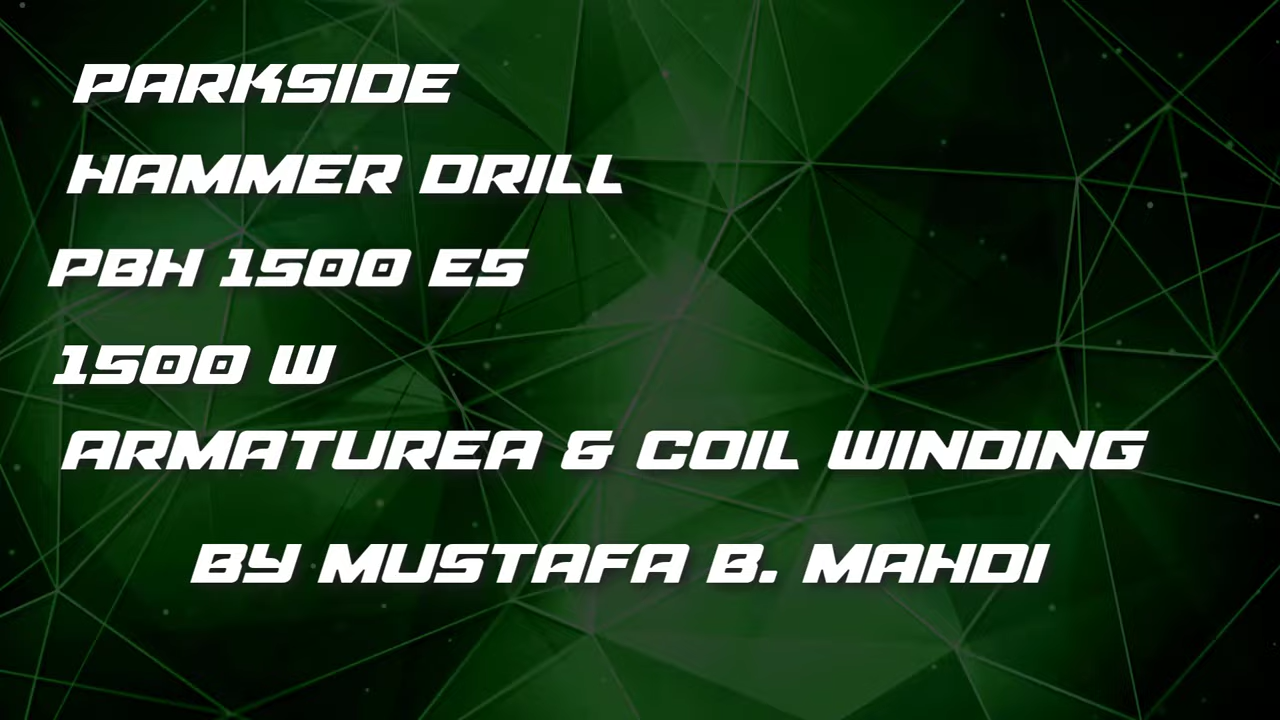 PARKSIDE
HAMMER DRILL
PBH 1500 E5
1500 W
ARMATUREA & COIL WINDING
BY MUSTAFA B. MAHDI